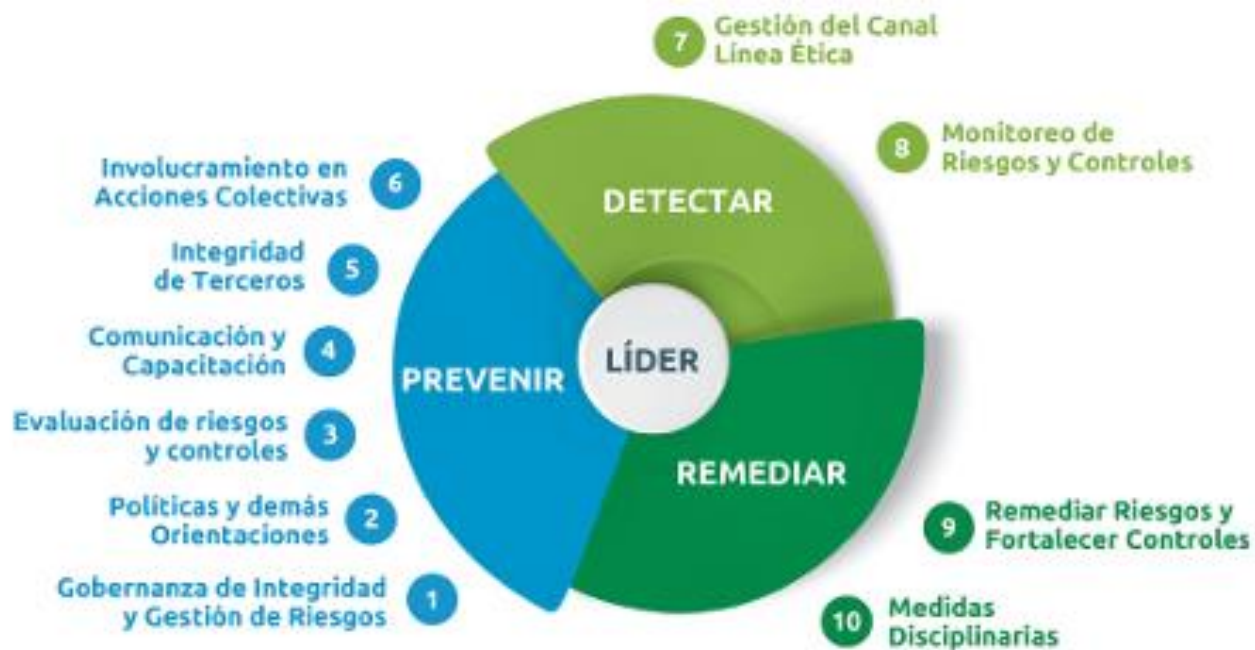 7
Gestión del Canal
Línea Ética
8
Monitoreo de
Riesgos y Controles
DETECTAR
Involucramiento en
Acciones Colectivas
6
Integridad
de Terceros
5
Comunicación y
Capacitación
4
Evaluación de riesgos
y controles
3
Políticas y demás
Orientaciones
2
Gobernanza de Integridad
y Gestión de Riesgos
1
PREVENIR
LÍDER
REMEDIAR
9
Remediar Riesgos y
Fortalecer Controles
10
Medidas
Disciplinarias